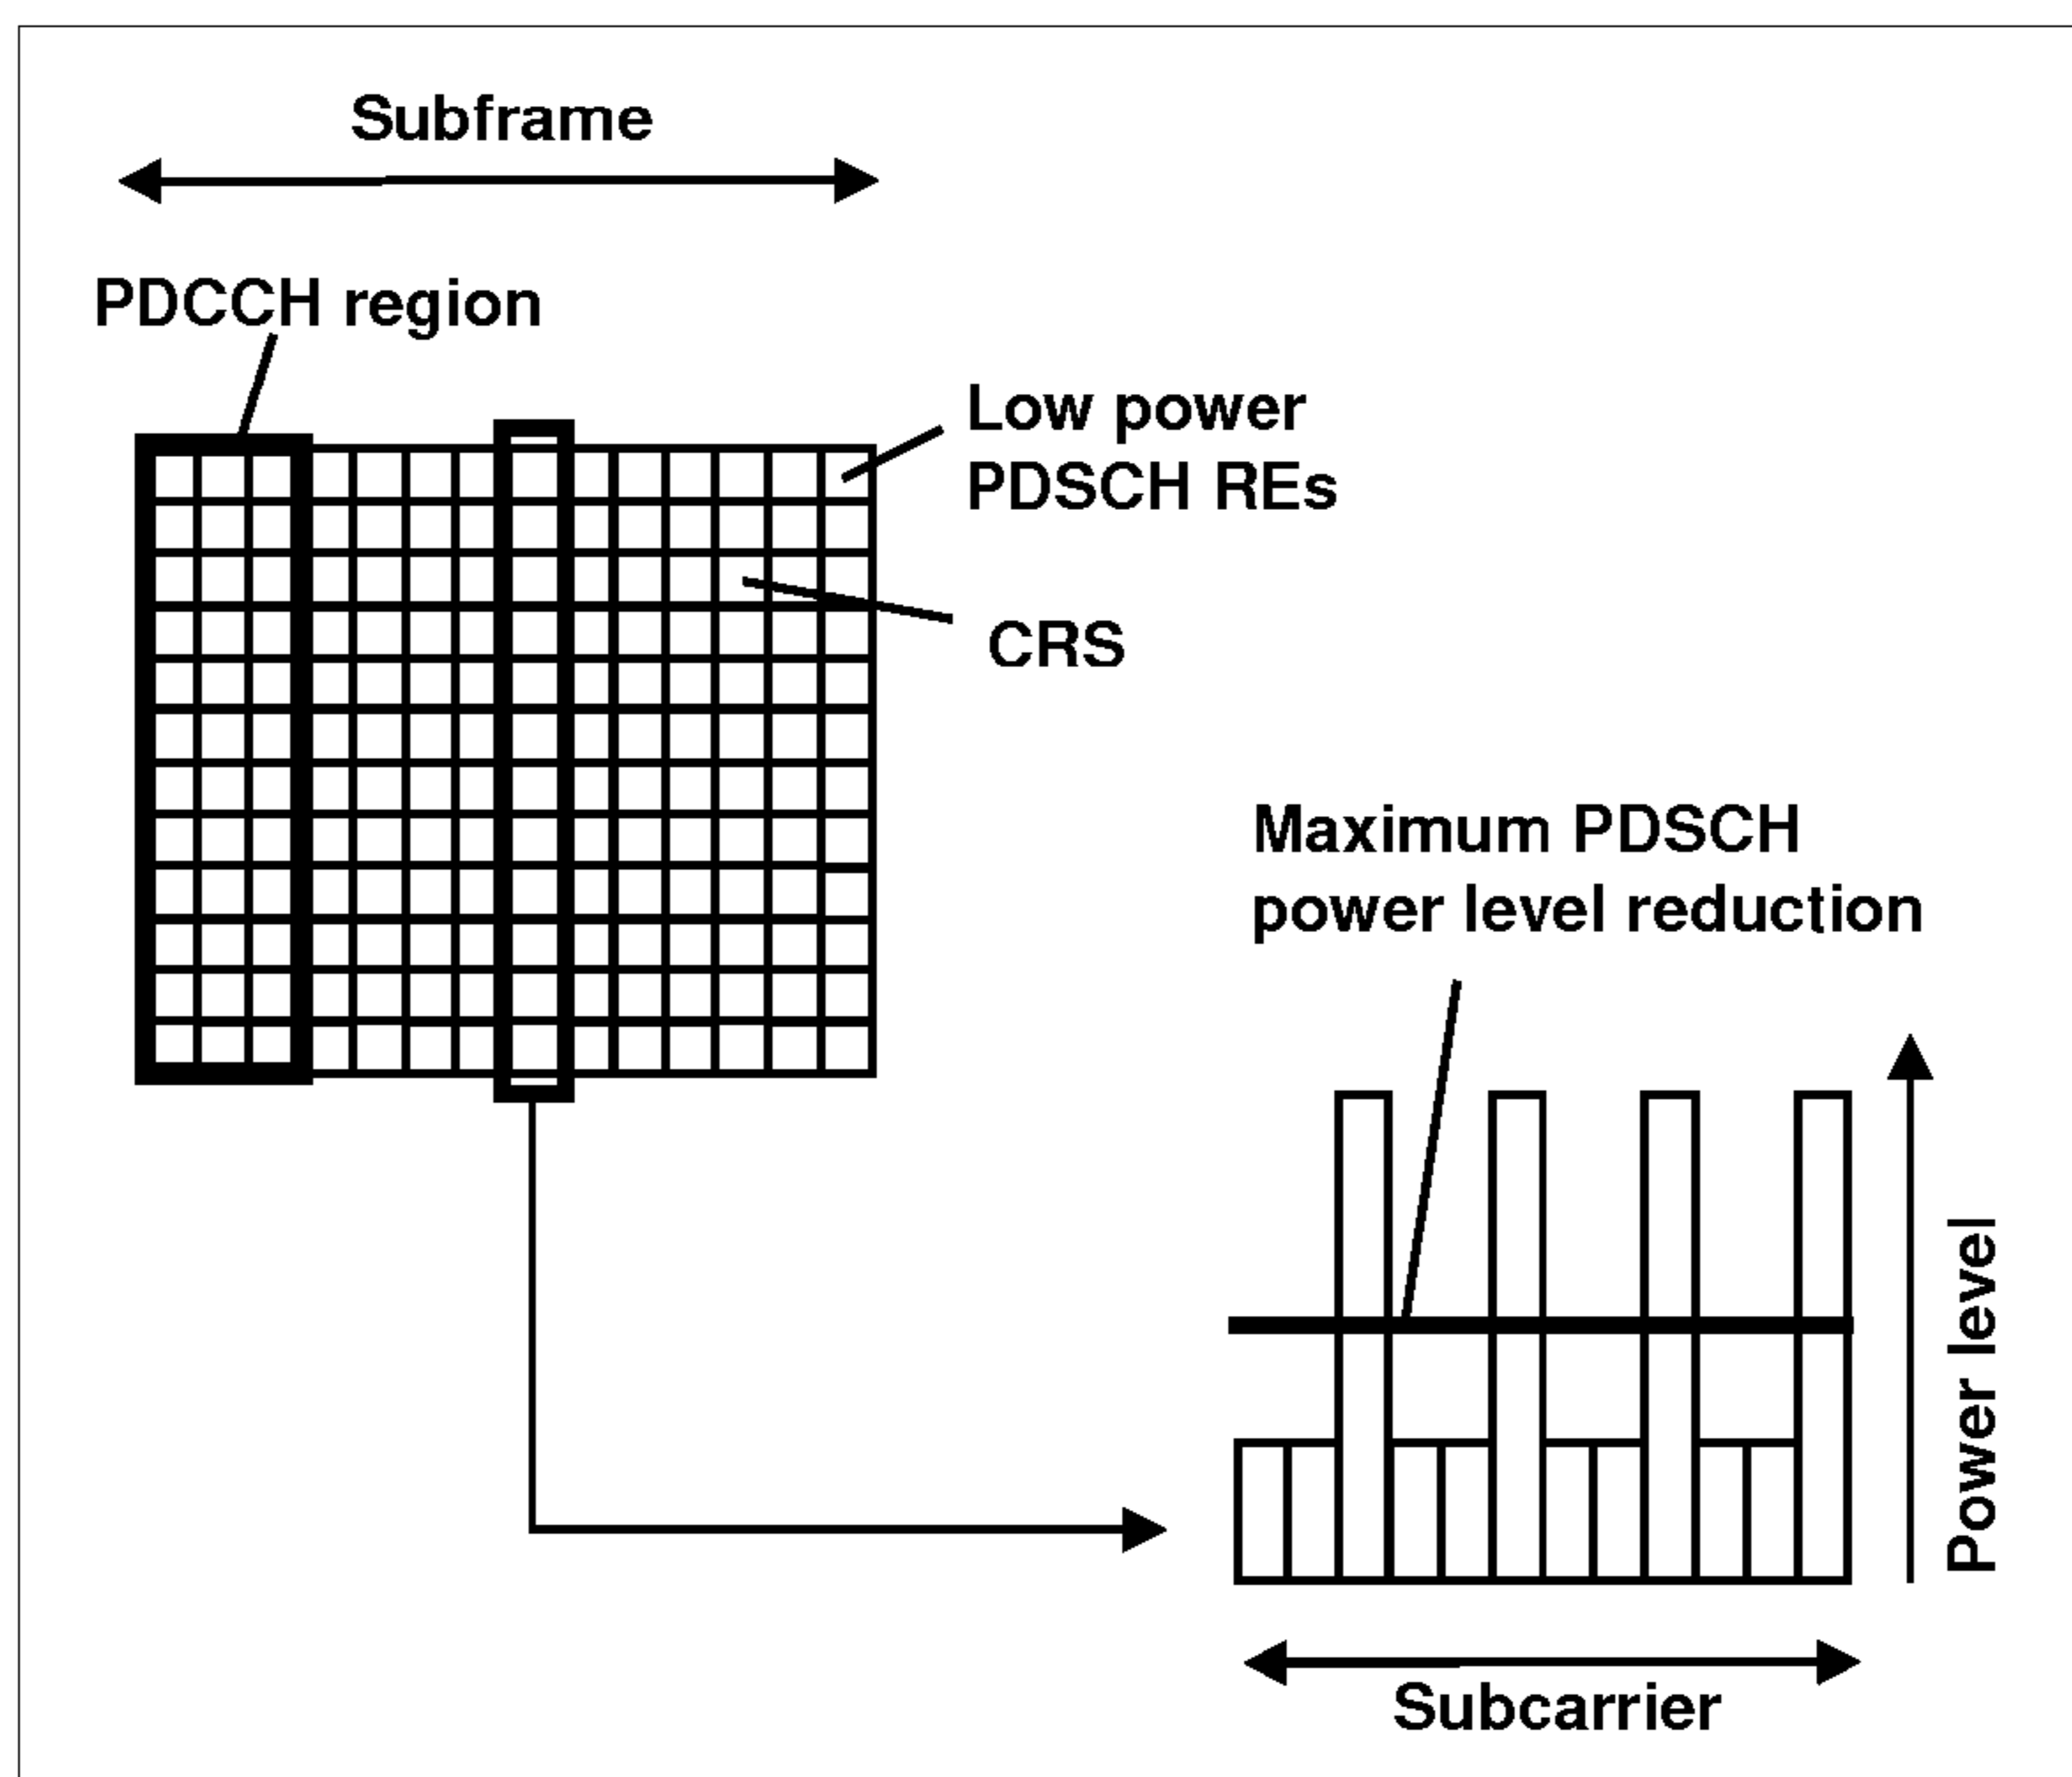 Subframe
PDCCH region
Low power
PDSCH REs
CRS
Maximum PDSCH
power level reduction
Power level
Subcarrier